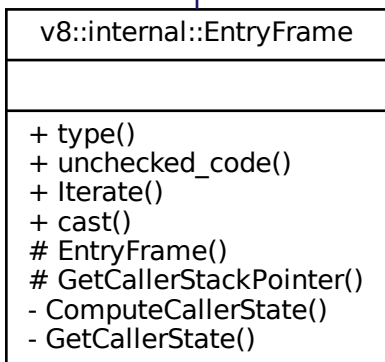 v8::internal::EntryFrame
+ type()
+ unchecked_code()
+ Iterate()
+ cast()
# EntryFrame()
# GetCallerStackPointer()
- ComputeCallerState()
- GetCallerState()